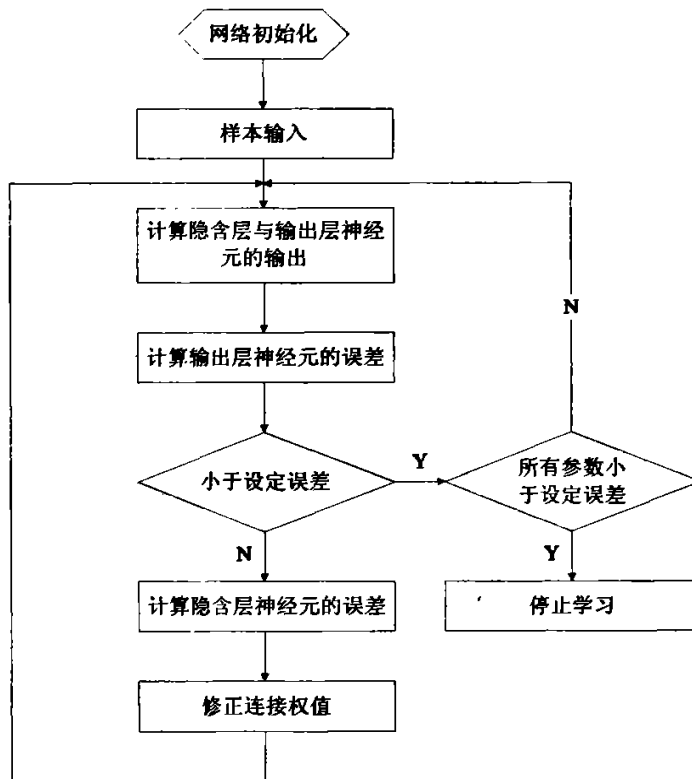 网络初始化
样本输入
计算隐含层与输出层神经
元的输出
N
计算输出层神经元的误差
小于设定误差
Y
所有参数小
于设定误差
N
Y
计算隐含层神经元的误差
停止学习
修正连接权值